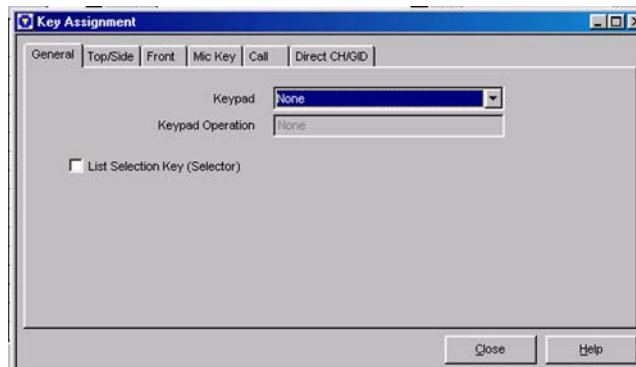 Key Assignment
General Top/Side Front Mic Key Call Direct CH/GID
Keypad None
Keypad Operation None
List Selection Key (Selector)
Close Help